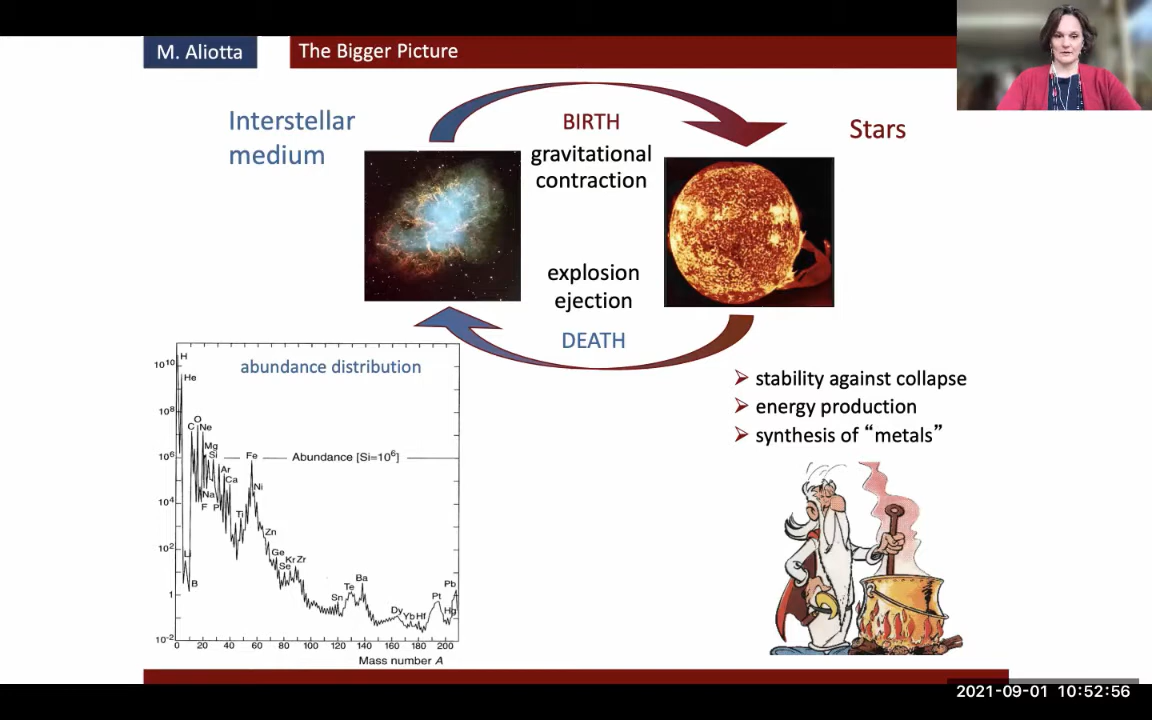 M. Aliotta
The Bigger Picture
Interstellar
medium
BIRTH
gravitational
contraction
Stars
explosion
ejection
DEATH
stability against collapse
energy production
synthesis of “metals”
abundance distribution
Abundance [Si=10⁶]
H
He
C
O
Ne
Mg
Si
Fe
Ar
Ca
Ni
Na
F
P
Ti
Zn
Li
B
Ge
Se
Kr
Zr
Sn
Te
Ba
Dy
Yb
Hf
Pt
Hg
Pb
10¹⁰
10⁸
10⁶
10⁴
10²
1
10⁻²
0 20 40 60 80 100 120 140 160 180 200
Mass number A
2021-09-01 10:52:56